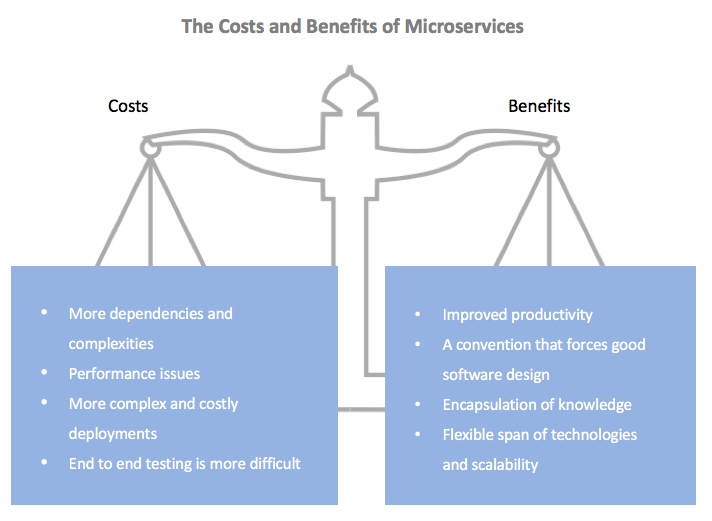 The Costs and Benefits of Microservices
Costs
Benefits
• More dependencies and
complexities
• Performance issues
• More complex and costly
deployments
• End to end testing is more difficult
• Improved productivity
• A convention that forces good
software design
• Encapsulation of knowledge
• Flexible span of technologies
and scalability